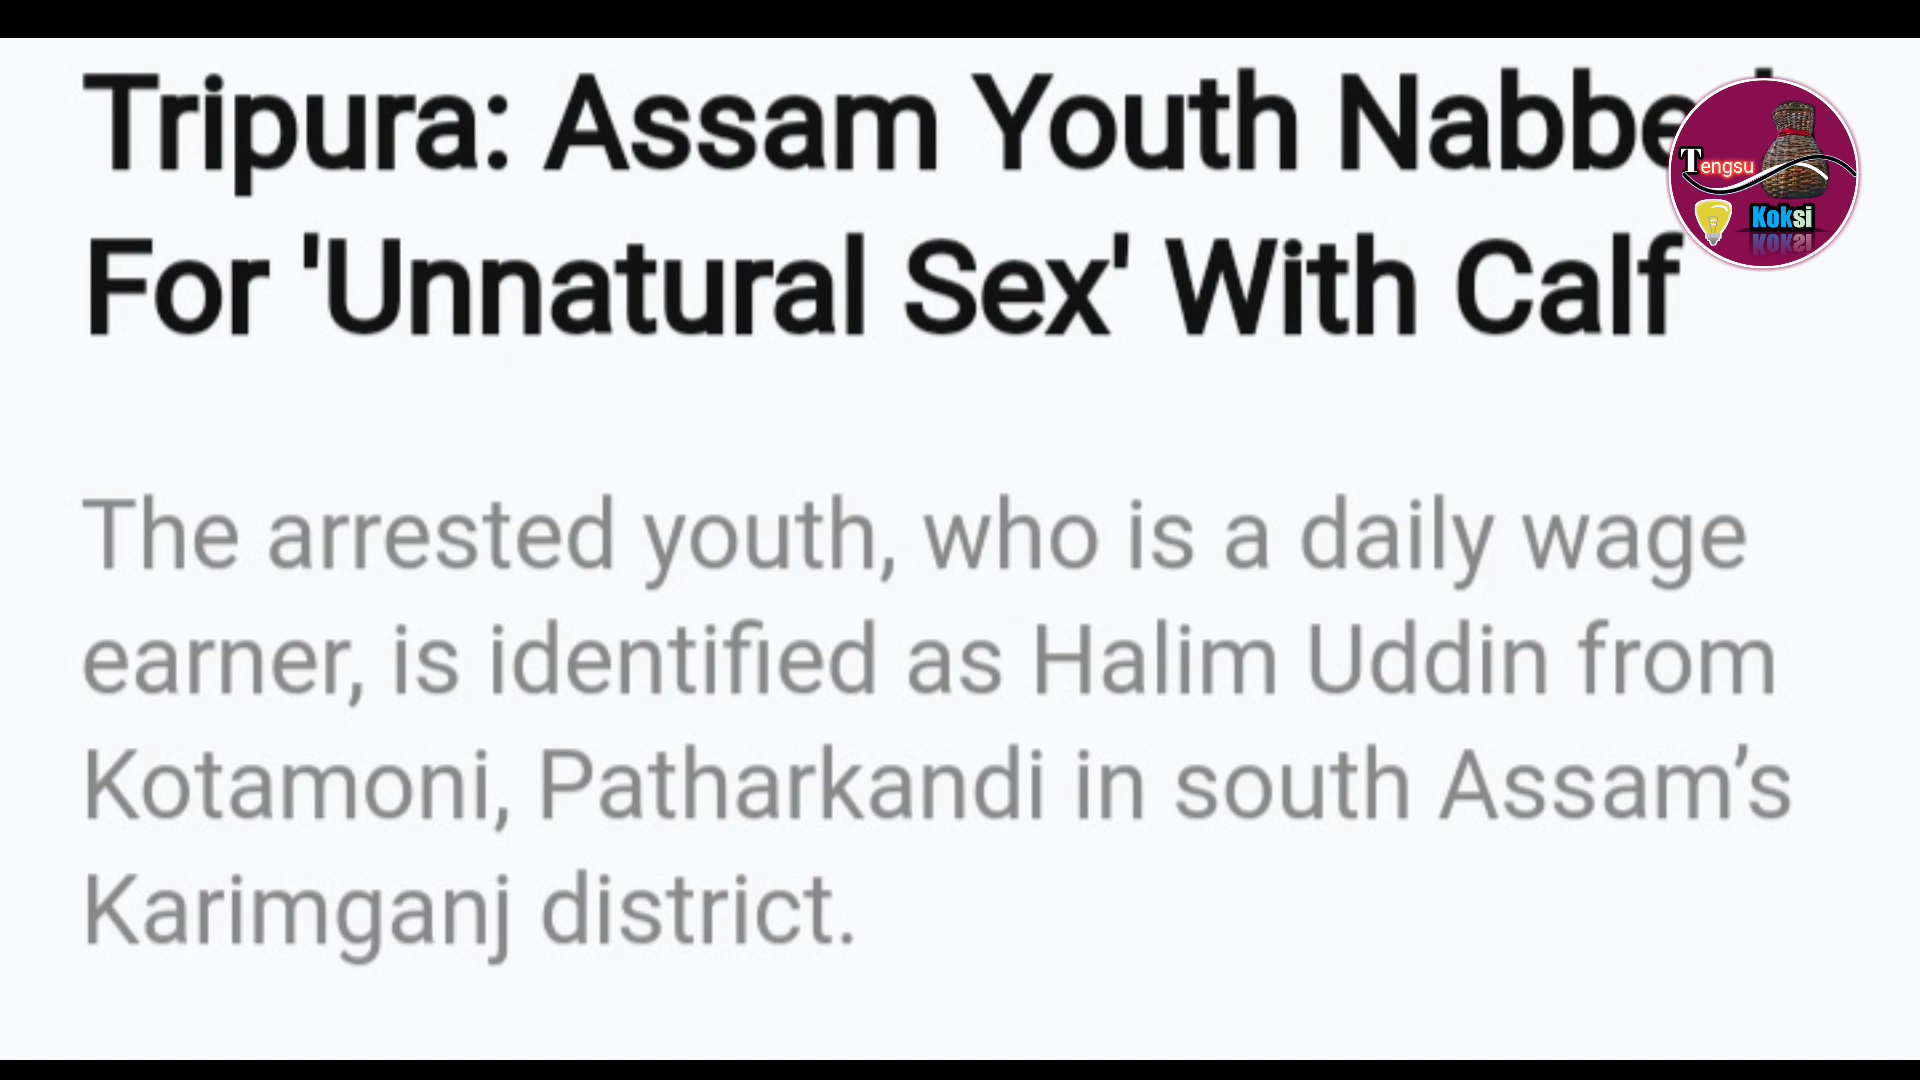 Tripura: Assam Youth Nabbe
For 'Unnatural Sex' With Calf
Tengsu
Koksi
The arrested youth, who is a daily wage
earner, is identified as Halim Uddin from
Kotamoni, Patharkandi in south Assam’s
Karimganj district.